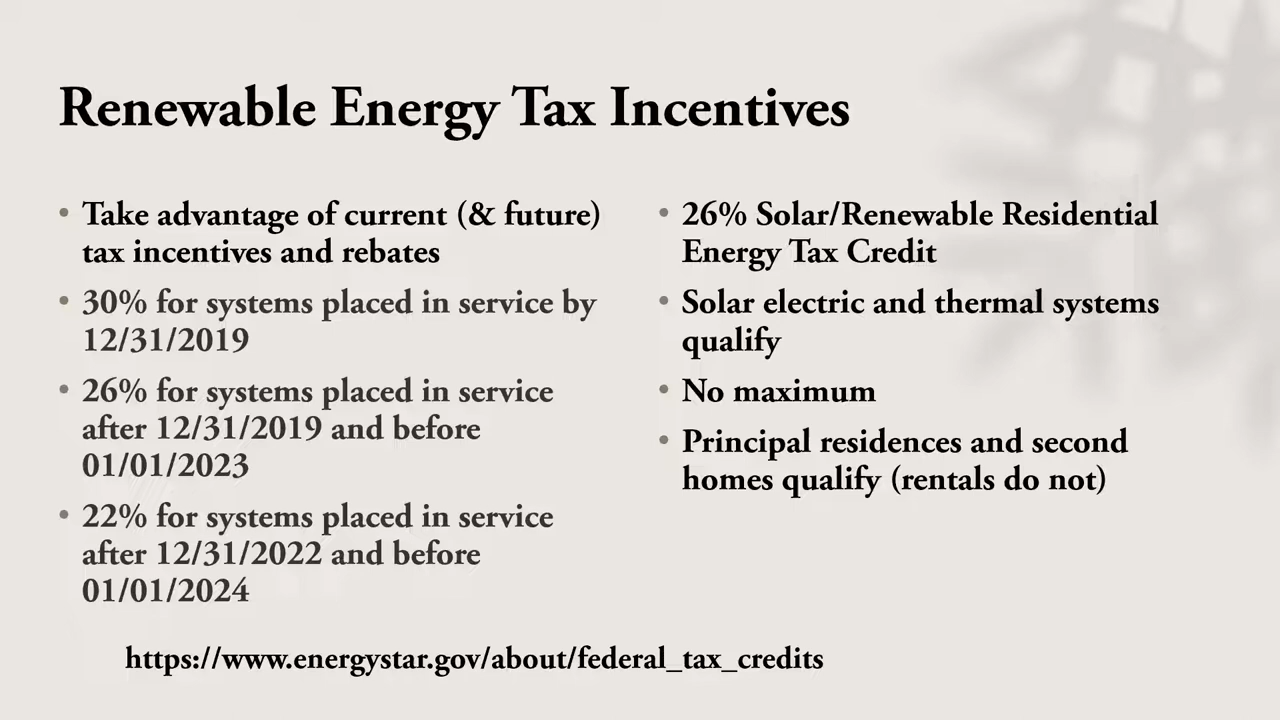 Renewable Energy Tax Incentives
• Take advantage of current (& future)
tax incentives and rebates
• 30% for systems placed in service by
12/31/2019
• 26% for systems placed in service
after 12/31/2019 and before
01/01/2023
• 22% for systems placed in service
after 12/31/2022 and before
01/01/2024
• 26% Solar/Renewable Residential
Energy Tax Credit
• Solar electric and thermal systems
qualify
• No maximum
• Principal residences and second
homes qualify (rentals do not)
https://www.energystar.gov/about/federal_tax_credits